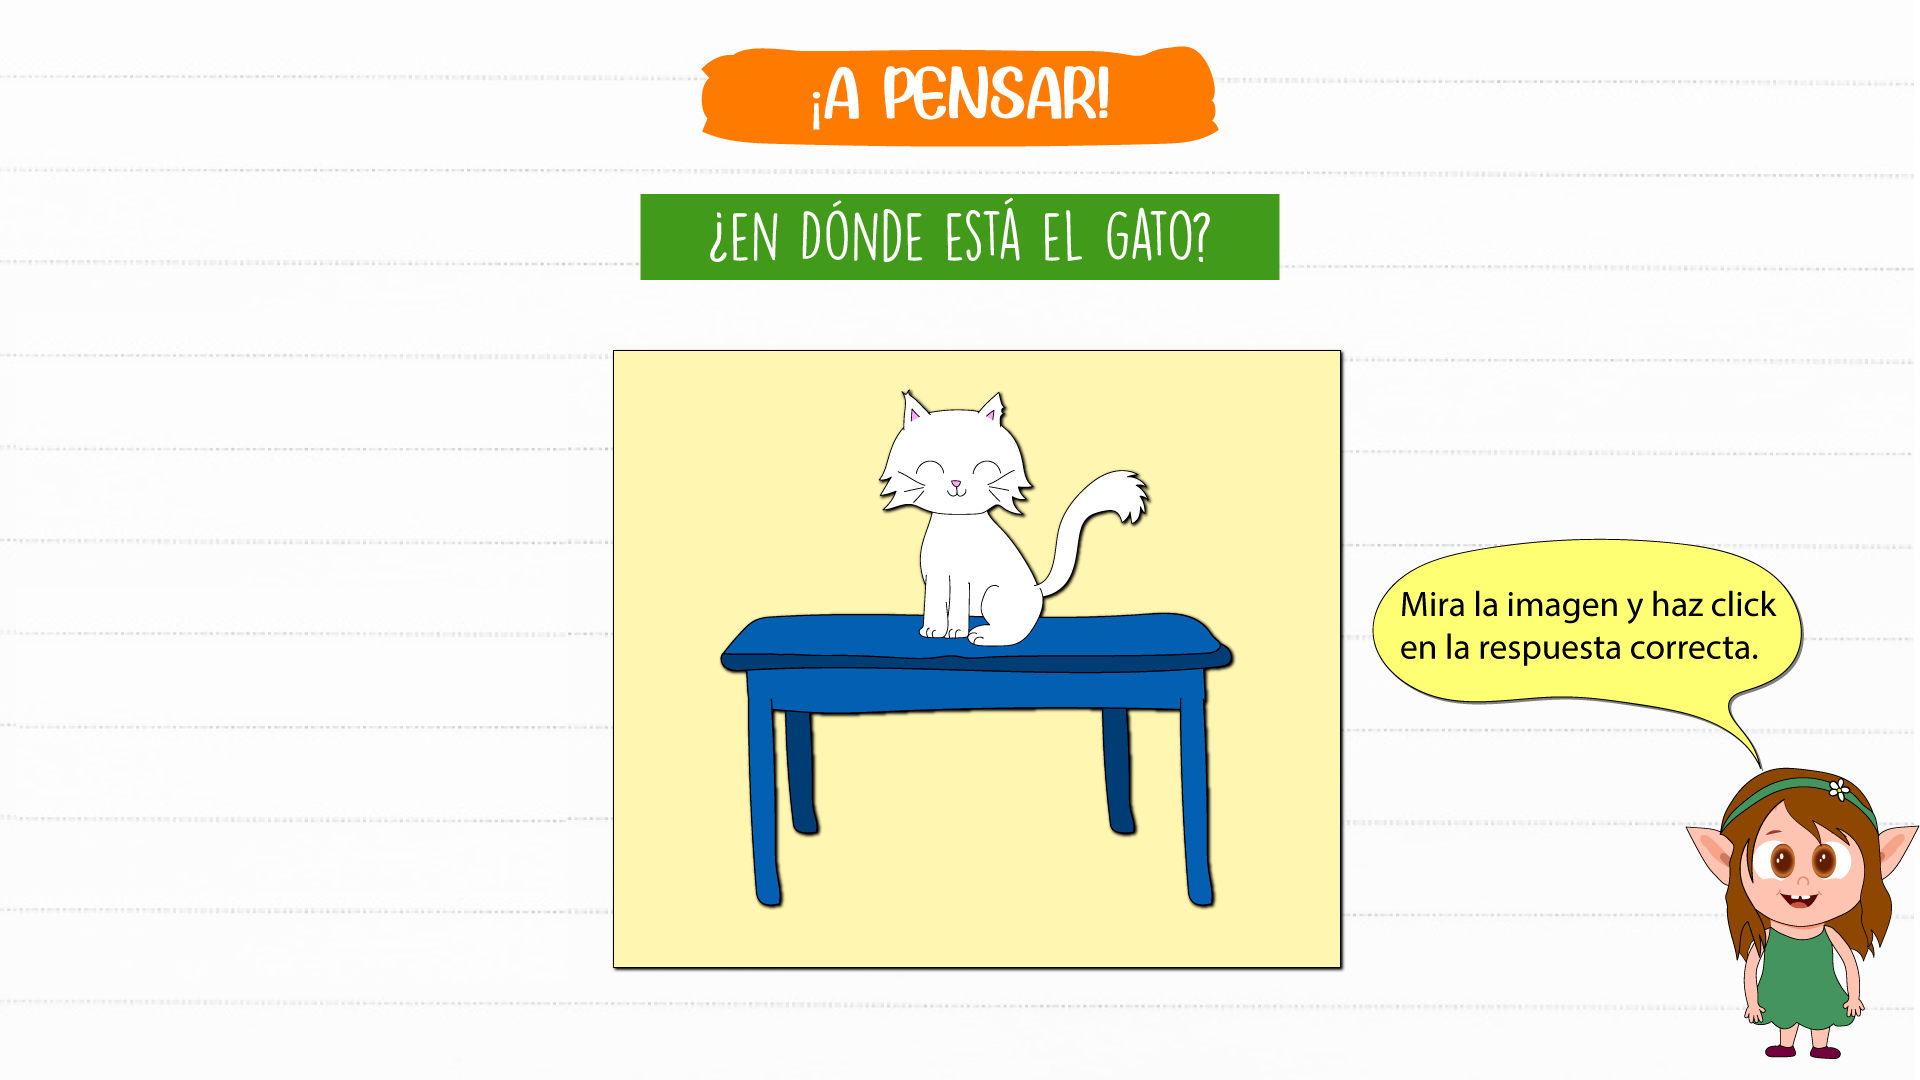 ¡A PENSAR!
¿EN DÓNDE ESTÁ EL GATO?
Mira la imagen y haz click
en la respuesta correcta.